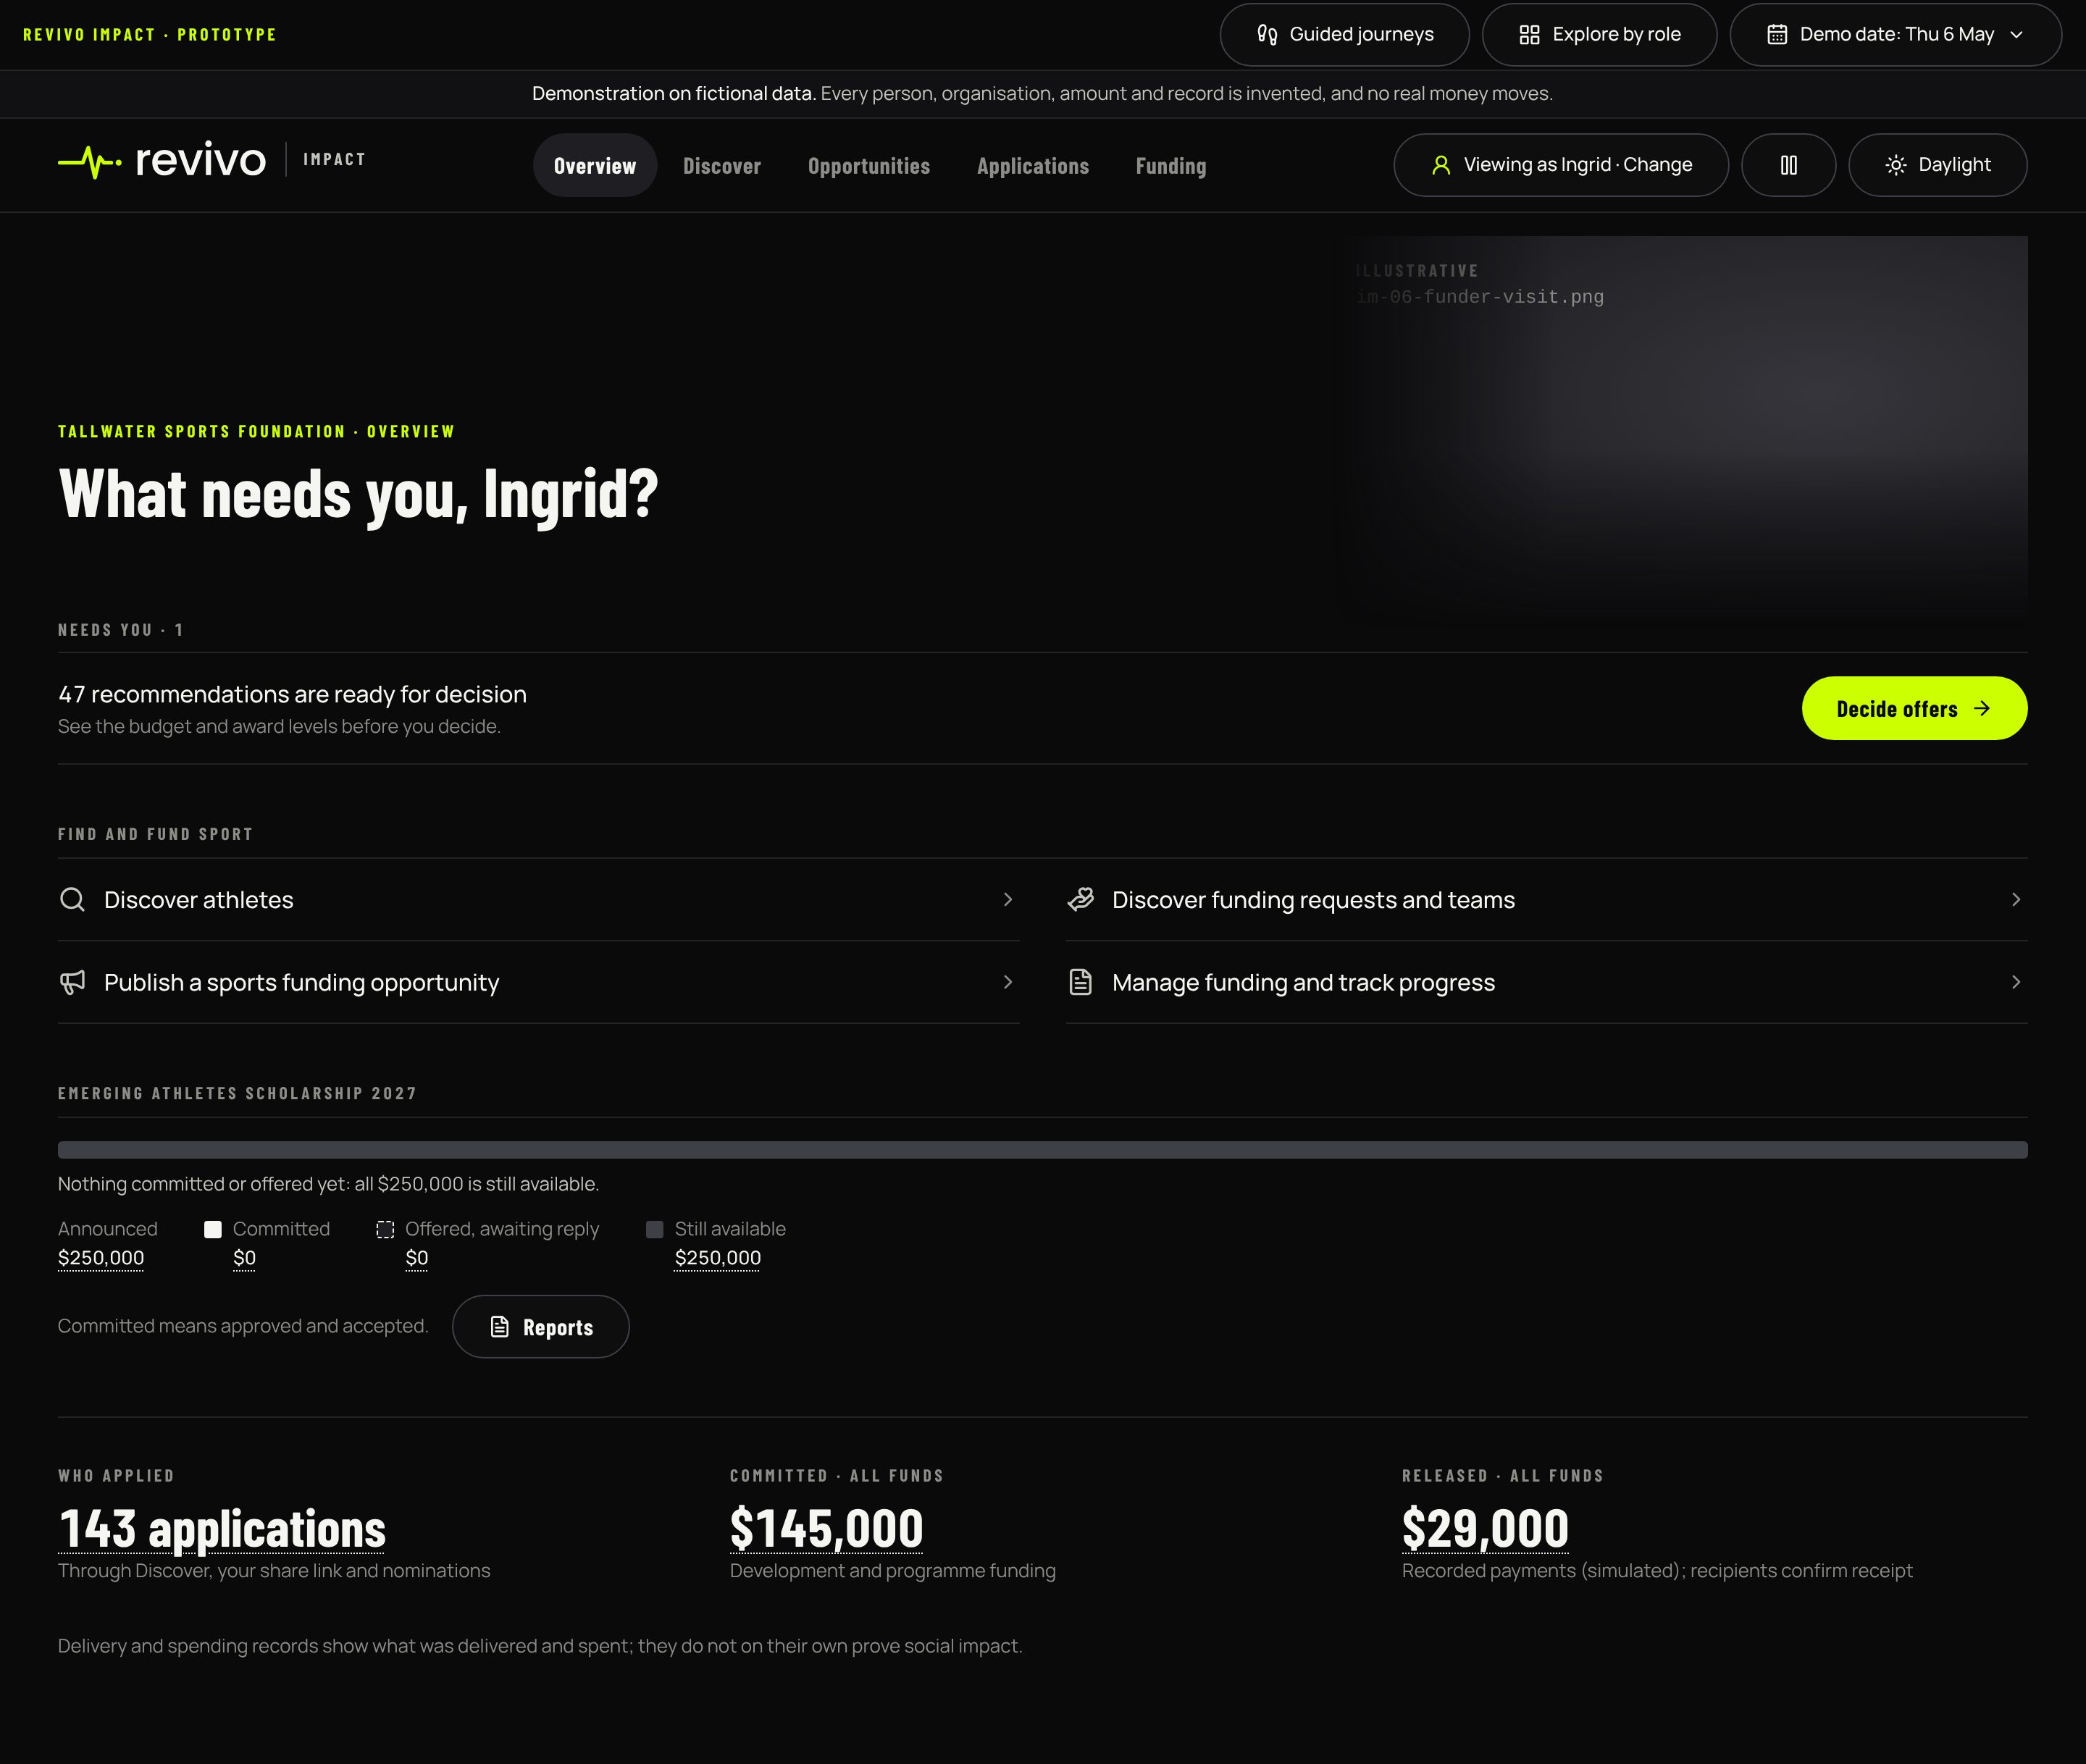 REVIVO IMPACT · PROTOTYPE
Guided journeys
Explore by role
Demo date: Thu 6 May
Demonstration on fictional data. Every person, organisation, amount and record is invented, and no real money moves.
revivo
IMPACT
Overview
Discover
Opportunities
Applications
Funding
Viewing as Ingrid · Change
Daylight
ILLUSTRATIVE
im-06-funder-visit.png
TALLWATER SPORTS FOUNDATION · OVERVIEW
What needs you, Ingrid?
NEEDS YOU · 1
47 recommendations are ready for decision
See the budget and award levels before you decide.
Decide offers
FIND AND FUND SPORT
Discover athletes
Discover funding requests and teams
Publish a sports funding opportunity
Manage funding and track progress
EMERGING ATHLETES SCHOLARSHIP 2027
Nothing committed or offered yet: all $250,000 is still available.
Announced
Committed
Offered, awaiting reply
Still available
$250,000
$0
$0
$250,000
Committed means approved and accepted.
Reports
WHO APPLIED
COMMITTED · ALL FUNDS
RELEASED · ALL FUNDS
143 applications
$145,000
$29,000
Through Discover, your share link and nominations
Development and programme funding
Recorded payments (simulated); recipients confirm receipt
Delivery and spending records show what was delivered and spent; they do not on their own prove social impact.